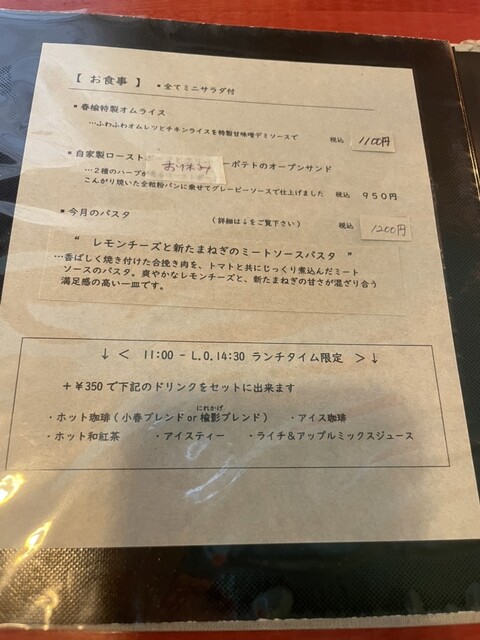 【 お食事 】 ▪全てミニサラダ付
▪春楡特製オムライス
…ふわふわオムレツとチキンライスを特製甘味噌デミソースで 税込 1100円
▪自家製ロースト お休み ーポテトのオープンサンド
…２種のハーブが
こんがり焼いた全粒粉パンに乗せてグレービーソースで仕上げました 税込 ９５０円
▪今月のパスタ （詳細は↓をご覧下さい） 税込 1200円
“ レモンチーズと新たまねぎのミートソースパスタ ”
…香ばしく焼き付けた合挽き肉を、トマトと共にじっくり煮込んだミート
ソースのパスタ。爽やかなレモンチーズと、新たまねぎの甘さが混ざり合う
満足感の高い一皿です。
↓ ＜ 11:00 - L.O.14:30 ランチタイム限定 ＞↓
＋￥350で下記のドリンクをセットに出来ます
にれかげ
・ホット珈琲（小春ブレンドor楡影ブレンド） ・アイス珈琲
・ホット和紅茶 ・アイスティー ・ライチ＆アップルミックスジュース